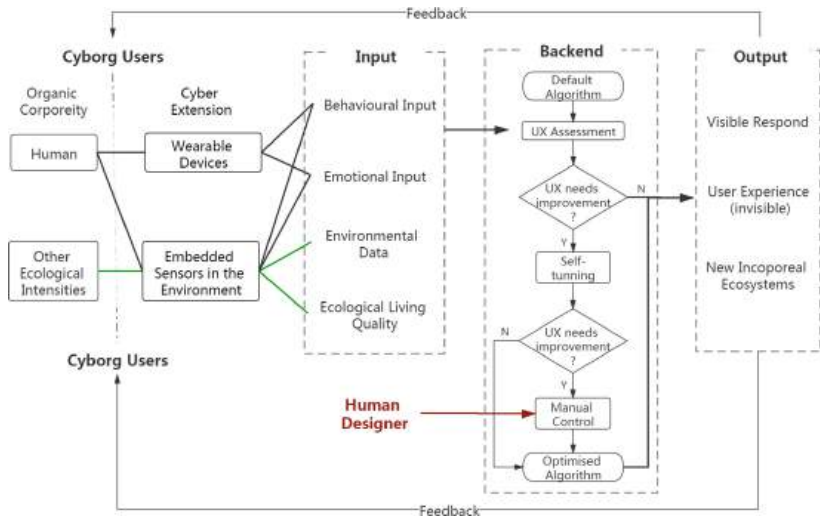 Feedback
Cyborg Users
Organic
Corporeity
Cyber
Extension
Human
Wearable
Devices
Other
Ecological
Intensities
Embedded
Sensors in the
Environment
Cyborg Users
Input
Behavioural Input
Emotional Input
Environmental
Data
Ecological Living
Quality
Human
Designer
Backend
Default
Algorithm
UX Assessment
UX needs
improvement
?
N
Y
Self-
tunning
UX needs
improvement
?
N
Y
Manual
Control
Optimised
Algorithm
Output
Visible Respond
User Experience
(invisible)
New Incoporeal
Ecosystems
Feedback